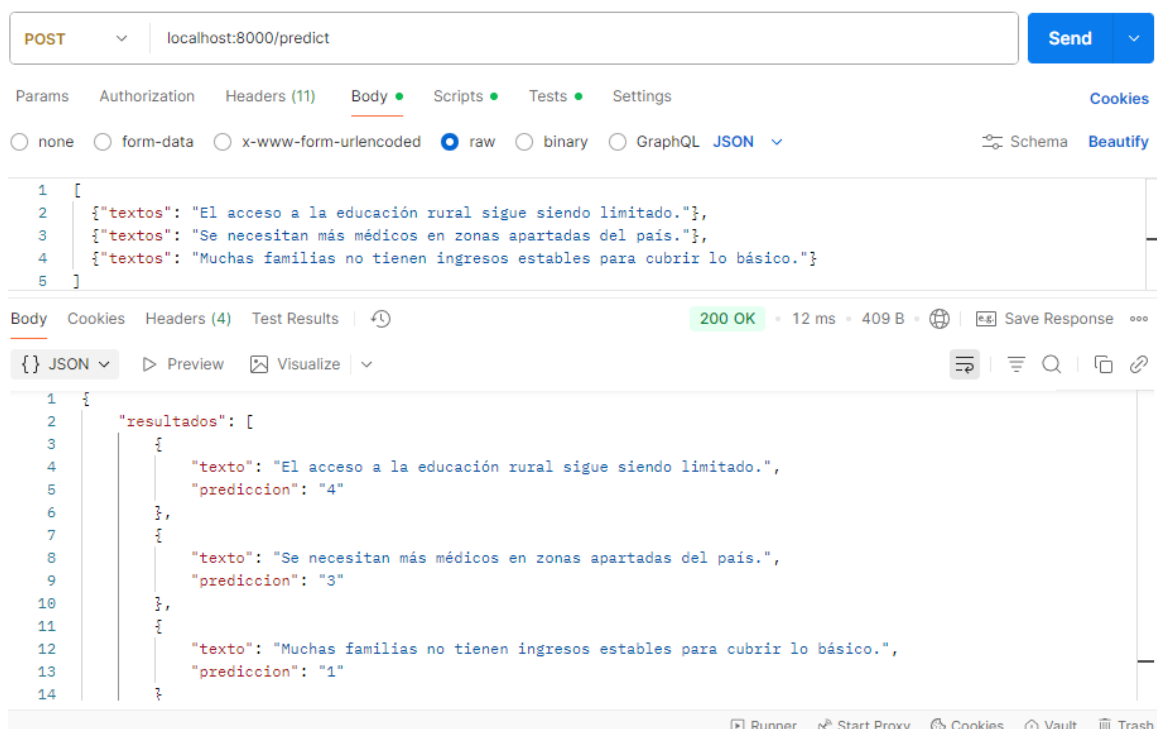 POST localhost:8000/predict Send
Params Authorization Headers (11) Body Scripts Tests Settings Cookies
none form-data x-www-form-urlencoded raw binary GraphQL JSON Schema Beautify
1 [
2 {"textos": "El acceso a la educación rural sigue siendo limitado."},
3 {"textos": "Se necesitan más médicos en zonas apartadas del país."},
4 {"textos": "Muchas familias no tienen ingresos estables para cubrir lo básico."}
5 ]
Body Cookies Headers (4) Test Results 200 OK • 12 ms • 409 B • e.g. Save Response
{} JSON Preview Visualize
1 {
2 "resultados": [
3 {
4 "texto": "El acceso a la educación rural sigue siendo limitado.",
5 "prediccion": "4"
6 },
7 {
8 "texto": "Se necesitan más médicos en zonas apartadas del país.",
9 "prediccion": "3"
10 },
11 {
12 "texto": "Muchas familias no tienen ingresos estables para cubrir lo básico.",
13 "prediccion": "1"
14 }
Runner Start Proxy Cookies Vault Trash